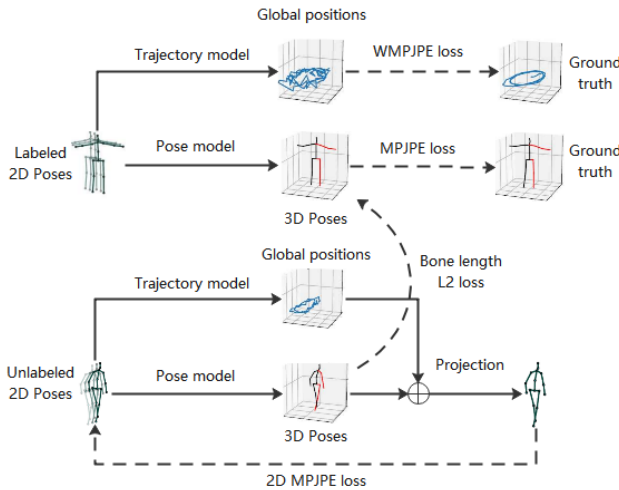 Global positions
Trajectory model
WMPJPE loss
Ground
truth
Labeled
2D Poses
Pose model
MPJPE loss
Ground
truth
3D Poses
Global positions
Bone length
L2 loss
Trajectory model
Unlabeled
2D Poses
Pose model
Projection
3D Poses
2D MPJPE loss